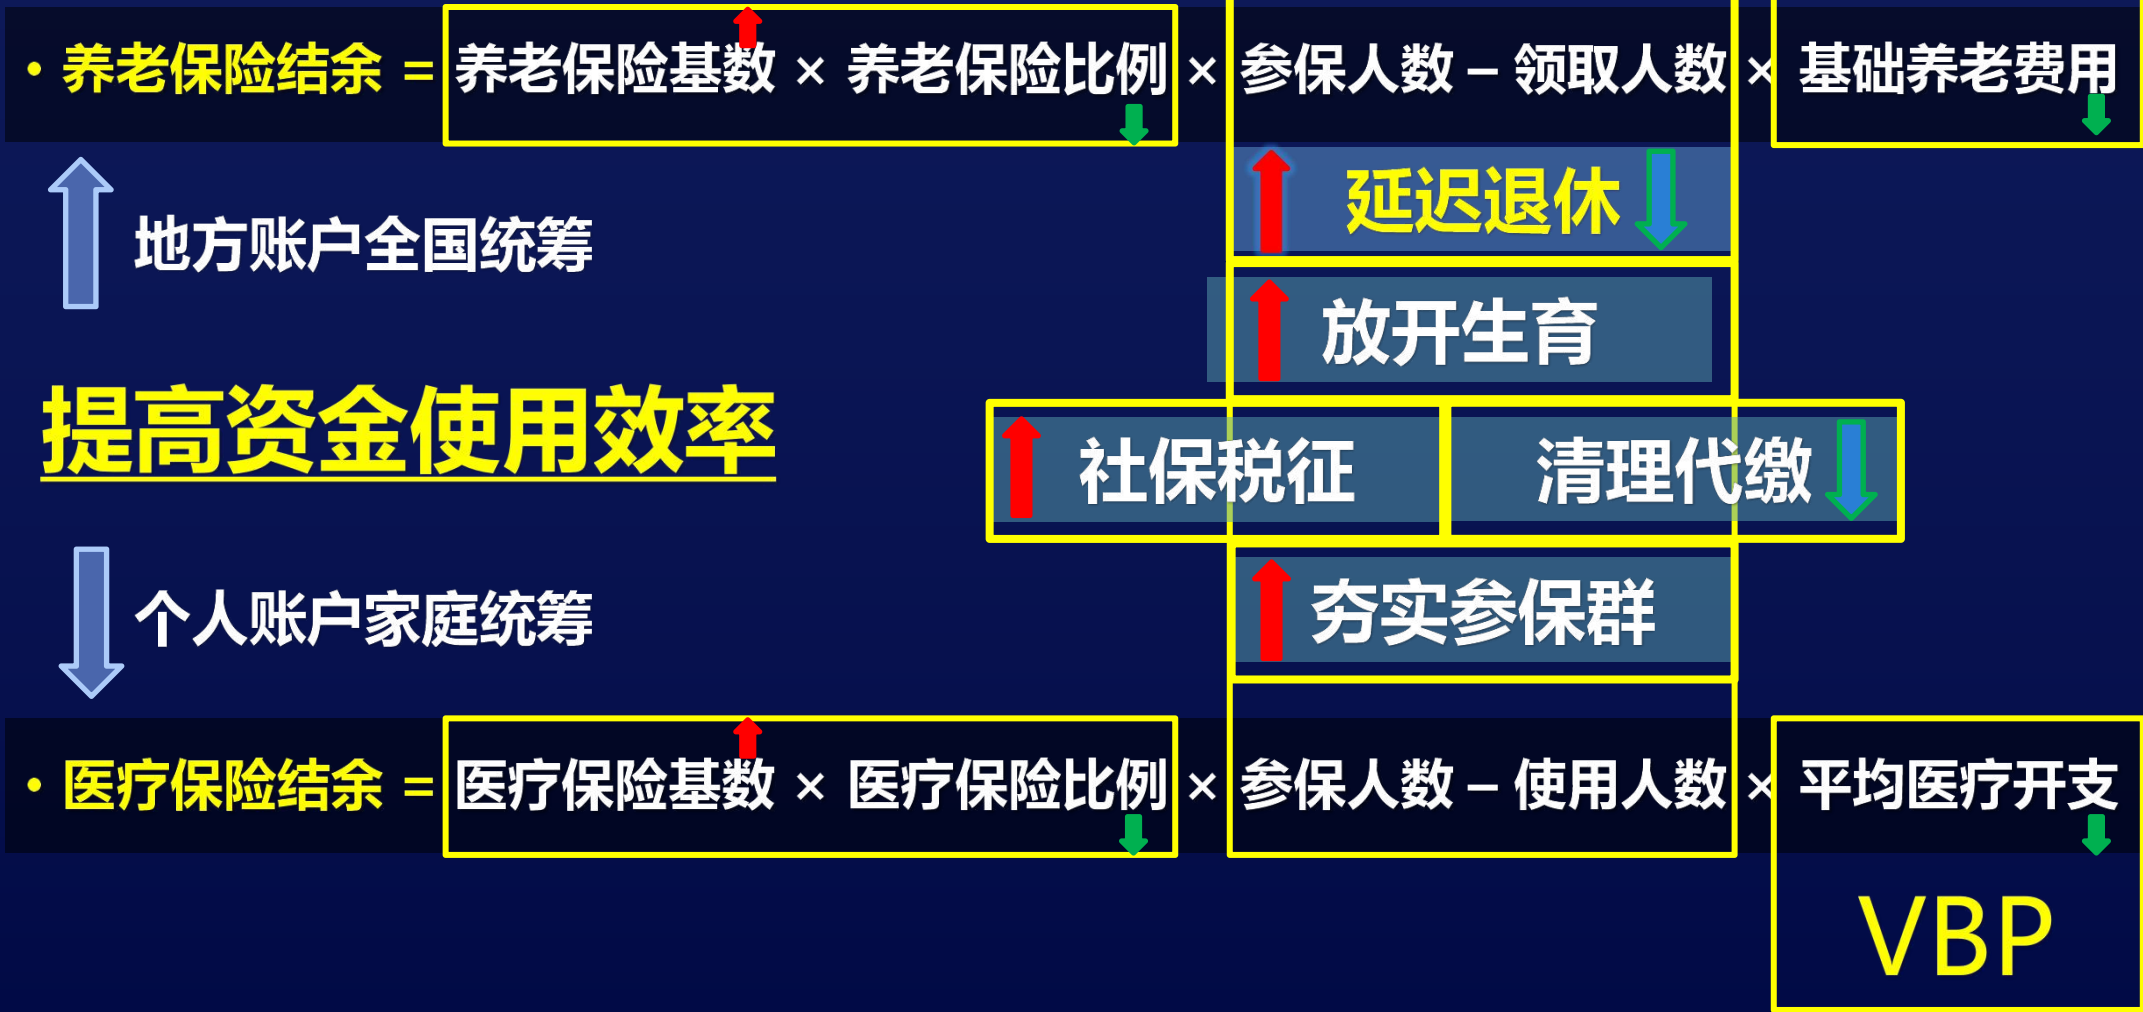 • 养老保险结余 = 养老保险基数 × 养老保险比例 × 参保人数 – 领取人数 × 基础养老费用
延迟退休
地方账户全国统筹
放开生育
提高资金使用效率
社保税征 清理代缴
个人账户家庭统筹
夯实参保群
• 医疗保险结余 = 医疗保险基数 × 医疗保险比例 × 参保人数 – 使用人数 × 平均医疗开支
VBP